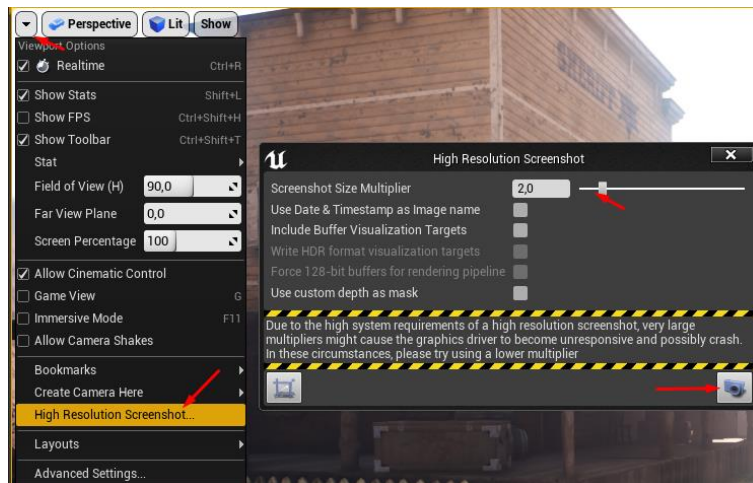 Perspective
Lit
Show
Viewport Options
Realtime Ctrl+R
Show Stats Shift+L
Show FPS Ctrl+Shift+H
Show Toolbar Ctrl+Shift+T
Stat
Field of View (H) 90,0
Far View Plane 0,0
Screen Percentage 100
Allow Cinematic Control
Game View G
Immersive Mode F11
Allow Camera Shakes
Bookmarks
Create Camera Here
High Resolution Screenshot...
Layouts
Advanced Settings...
SHERIFF
High Resolution Screenshot X
Screenshot Size Multiplier 2,0
Use Date & Timestamp as Image name
Include Buffer Visualization Targets
Write HDR format visualization targets
Force 128-bit buffers for rendering pipeline
Use custom depth as mask
Due to the high system requirements of a high resolution screenshot, very large
multipliers might cause the graphics driver to become unresponsive and possibly crash.
In these circumstances, please try using a lower multiplier